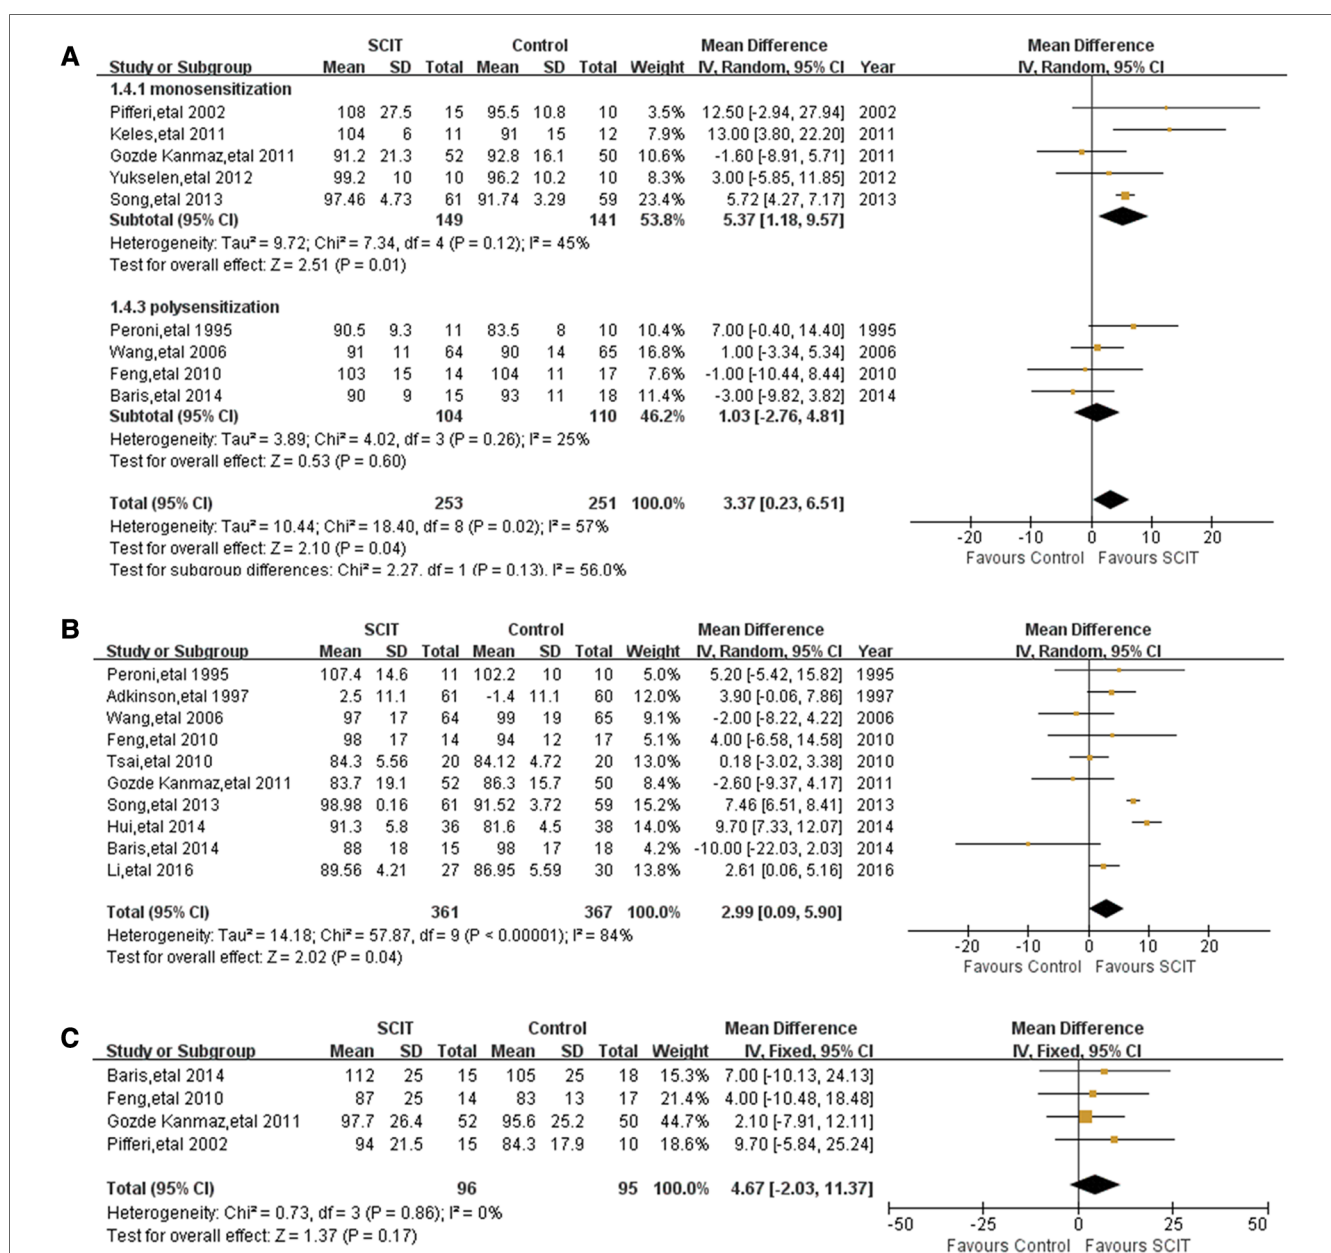 A
SCIT Control Mean Difference Mean Difference
Study or Subgroup Mean SD Total Mean SD Total Weight IV, Random, 95% CI Year IV, Random, 95% CI
1.4.1 monosensitization
Pifferi,etal 2002 108 27.5 15 95.5 10.8 10 3.5% 12.50 [-2.94, 27.94] 2002
Keles,etal 2011 104 6 11 91 15 12 7.9% 13.00 [3.80, 22.20] 2011
Gozde Kanmaz,etal 2011 91.2 21.3 52 92.8 16.1 50 10.6% -1.60 [-8.91, 5.71] 2011
Yukselen,etal 2012 99.2 10 10 96.2 10.2 10 8.3% 3.00 [-5.85, 11.85] 2012
Song,etal 2013 97.46 4.73 61 91.74 3.29 59 23.4% 5.72 [4.27, 7.17] 2013
Subtotal (95% CI) 149 141 53.8% 5.37 [1.18, 9.57]
Heterogeneity: Tau² = 9.72; Chi² = 7.34, df = 4 (P = 0.12); I² = 45%
Test for overall effect: Z = 2.51 (P = 0.01)
1.4.3 polysensitization
Peroni,etal 1995 90.5 9.3 11 83.5 8 10 10.4% 7.00 [-0.40, 14.40] 1995
Wang,etal 2006 91 11 64 90 14 65 16.8% 1.00 [-3.34, 5.34] 2006
Feng,etal 2010 103 15 14 104 11 17 7.6% -1.00 [-10.44, 8.44] 2010
Baris,etal 2014 90 9 15 93 11 18 11.4% -3.00 [-9.82, 3.82] 2014
Subtotal (95% CI) 104 110 46.2% 1.03 [-2.76, 4.81]
Heterogeneity: Tau² = 3.89; Chi² = 4.02, df = 3 (P = 0.26); I² = 25%
Test for overall effect: Z = 0.53 (P = 0.60)
Total (95% CI) 253 251 100.0% 3.37 [0.23, 6.51]
Heterogeneity: Tau² = 10.44; Chi² = 18.40, df = 8 (P = 0.02); I² = 57%
Test for overall effect: Z = 2.10 (P = 0.04)
Test for subgroup differences: Chi² = 2.27, df = 1 (P = 0.13), I² = 56.0%
-20 -10 0 10 20
Favours Control Favours SCIT
B
SCIT Control Mean Difference Mean Difference
Study or Subgroup Mean SD Total Mean SD Total Weight IV, Random, 95% CI Year IV, Random, 95% CI
Peroni,etal 1995 107.4 14.6 11 102.2 10 10 5.0% 5.20 [-5.42, 15.82] 1995
Adkinson,etal 1997 2.5 11.1 61 -1.4 11.1 60 12.0% 3.90 [-0.06, 7.86] 1997
Wang,etal 2006 97 17 64 99 19 65 9.1% -2.00 [-8.22, 4.22] 2006
Feng,etal 2010 98 17 14 94 12 17 5.1% 4.00 [-6.58, 14.58] 2010
Tsai,etal 2010 84.3 5.56 20 84.12 4.72 20 13.0% 0.18 [-3.02, 3.38] 2010
Gozde Kanmaz,etal 2011 83.7 19.1 52 86.3 15.7 50 8.4% -2.60 [-9.37, 4.17] 2011
Song,etal 2013 98.98 0.16 61 91.52 3.72 59 15.2% 7.46 [6.51, 8.41] 2013
Hui,etal 2014 91.3 5.8 36 81.6 4.5 38 14.0% 9.70 [7.33, 12.07] 2014
Baris,etal 2014 88 18 15 98 17 18 4.2% -10.00 [-22.03, 2.03] 2014
Li,etal 2016 89.56 4.21 27 86.95 5.59 30 13.8% 2.61 [0.06, 5.16] 2016
Total (95% CI) 361 367 100.0% 2.99 [0.09, 5.90]
Heterogeneity: Tau² = 14.18; Chi² = 57.87, df = 9 (P < 0.00001); I² = 84%
Test for overall effect: Z = 2.02 (P = 0.04)
-20 -10 0 10 20
Favours Control Favours SCIT
C
SCIT Control Mean Difference Mean Difference
Study or Subgroup Mean SD Total Mean SD Total Weight IV, Fixed, 95% CI IV, Fixed, 95% CI
Baris,etal 2014 112 25 15 105 25 18 15.3% 7.00 [-10.13, 24.13]
Feng,etal 2010 87 25 14 83 13 17 21.4% 4.00 [-10.48, 18.48]
Gozde Kanmaz,etal 2011 97.7 26.4 52 95.6 25.2 50 44.7% 2.10 [-7.91, 12.11]
Pifferi,etal 2002 94 21.5 15 84.3 17.9 10 18.6% 9.70 [-5.84, 25.24]
Total (95% CI) 96 95 100.0% 4.67 [-2.03, 11.37]
Heterogeneity: Chi² = 0.73, df = 3 (P = 0.86); I² = 0%
Test for overall effect: Z = 1.37 (P = 0.17)
-50 -25 0 25 50
Favours Control Favours SCIT